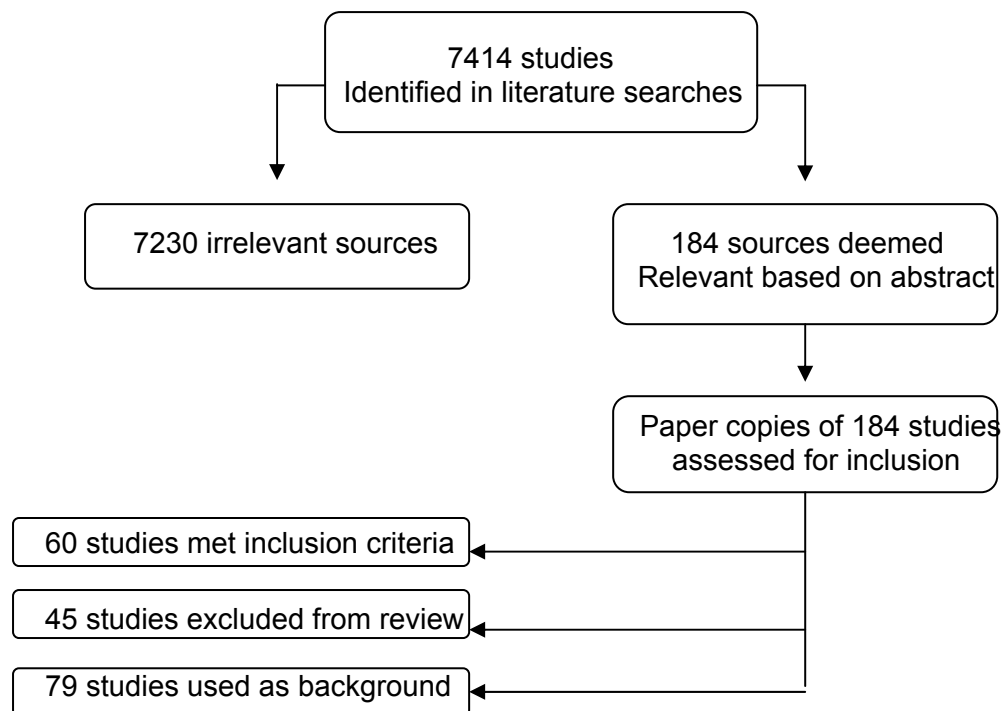 7414 studies
Identified in literature searches
7230 irrelevant sources
184 sources deemed
Relevant based on abstract
Paper copies of 184 studies
assessed for inclusion
60 studies met inclusion criteria
45 studies excluded from review
79 studies used as background